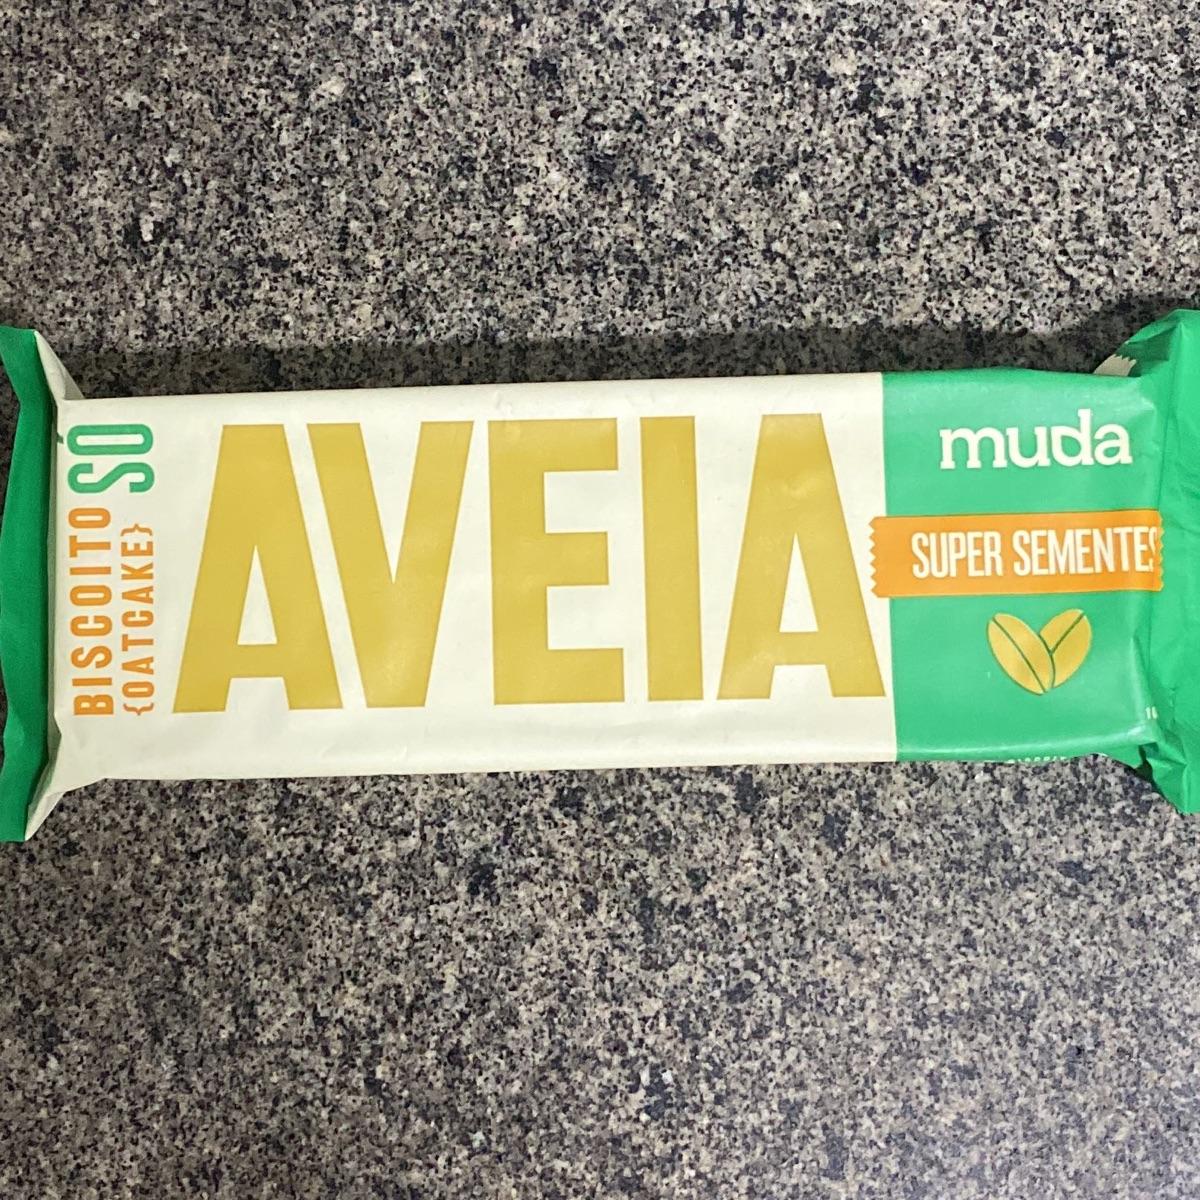 BISCOITO SÓ
{OATCAKE}
AVEIA
muda
SUPER SEMENTES